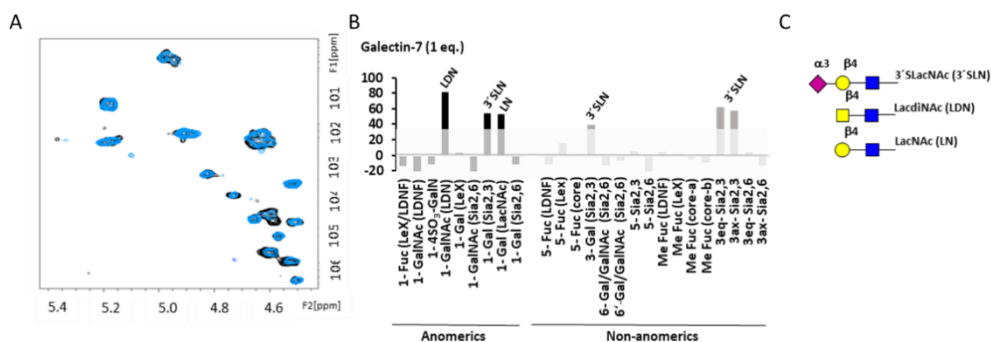 A
F1[ppm]
101
102
103
104
105
106
5.4
5.2
5.0
4.8
4.6
F2[ppm]
B
Galectin-7 (1 eq.)
100
80
60
40
20
0
-20
LDN
3´SLN
LN
3´SLN
3´SLN
1- Fuc (LeX/LDNF)
1- GalNAc (LDNF)
1- 4SO3-GalN
1- GalNAc (LDN)
1- Gal (LeX)
1- GalNAc (Sia2,6)
1- Gal (Sia2,3)
1- Gal (LacNAc)
1- Gal (Sia2,6)
5- Fuc (LDNF)
5- Fuc (Lex)
5- Fuc (core)
3-Gal (Sia2,3)
6- Gal/GalNAc (Sia2,6)
6’-Gal/GalNAc (Sia2,6)
5- Sia2,3
5- Sia2,6
Me Fuc (LDNF)
Me Fuc (LeX)
Me Fuc (core-a)
Me Fuc (core-b)
3eq- Sia2,3
3ax- Sia2,3
3eq- Sia2,6
3ax- Sia2,6
Anomerics
Non-anomerics
C
α3
β4
3´SLacNAc (3´SLN)
β4
LacdiNAc (LDN)
β4
LacNAc (LN)